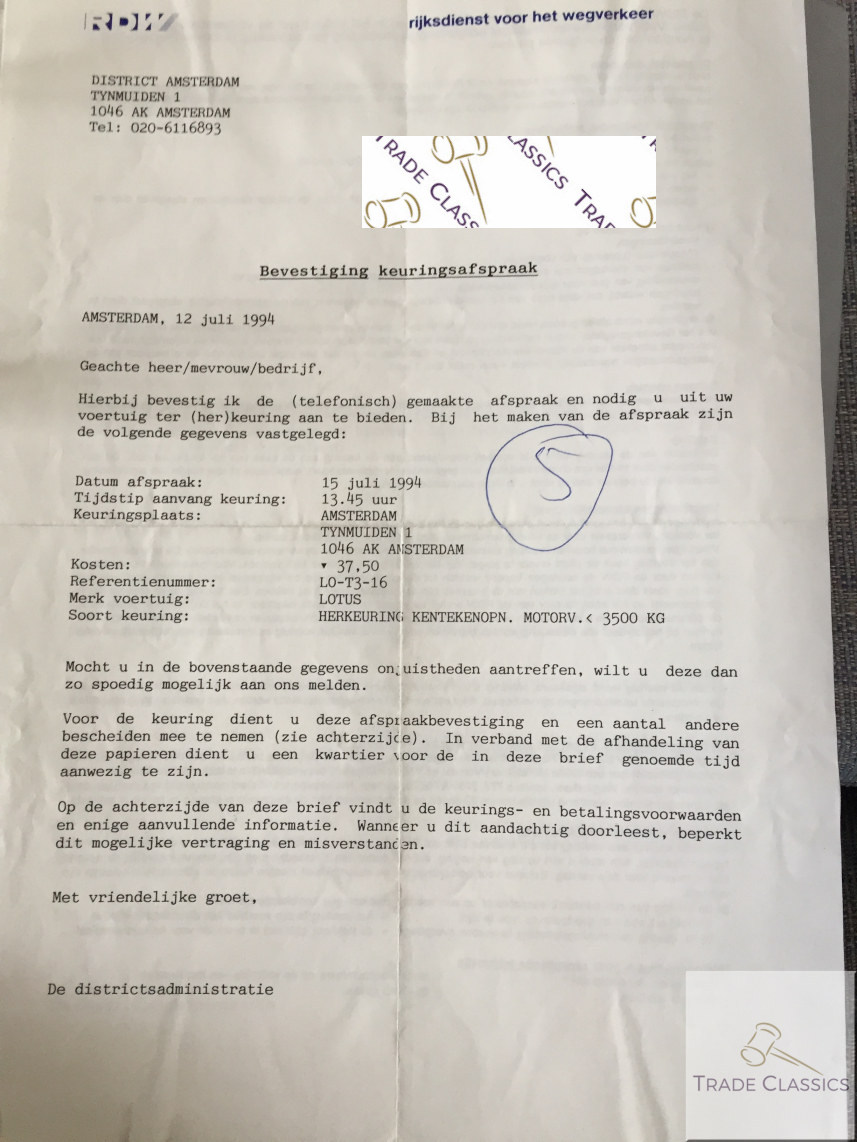 RDW
rijksdienst voor het wegverkeer
DISTRICT AMSTERDAM
TYNMUIDEN 1
1046 AK AMSTERDAM
Tel: 020-6116893
TRADE CLASS
CLASSICS TRA
Bevestiging keuringsafspraak
AMSTERDAM, 12 juli 1994
Geachte heer/mevrouw/bedrijf,
Hierbij bevestig ik de (telefonisch) gemaakte afspraak en nodig u uit uw
voertuig ter (her)keuring aan te bieden. Bij het maken van de afspraak zijn
de volgende gegevens vastgelegd:
5
Datum afspraak: 15 juli 1994
Tijdstip aanvang keuring: 13.45 uur
Keuringsplaats: AMSTERDAM
TYNMUIDEN 1
1046 AK AMSTERDAM
Kosten: ▾ 37,50
Referentienummer: LO-T3-16
Merk voertuig: LOTUS
Soort keuring: HERKEURING KENTEKENOPN. MOTORV.< 3500 KG
Mocht u in de bovenstaande gegevens onjuistheden aantreffen, wilt u deze dan
zo spoedig mogelijk aan ons melden.
Voor de keuring dient u deze afspraakbevestiging en een aantal andere
bescheiden mee te nemen (zie achterzijde). In verband met de afhandeling van
deze papieren dient u een kwartier voor de in deze brief genoemde tijd
aanwezig te zijn.
Op de achterzijde van deze brief vindt u de keurings- en betalingsvoorwaarden
en enige aanvullende informatie. Wanneer u dit aandachtig doorleest, beperkt
dit mogelijke vertraging en misverstanden.
Met vriendelijke groet,
De districtsadministratie
TRADE CLASSICS